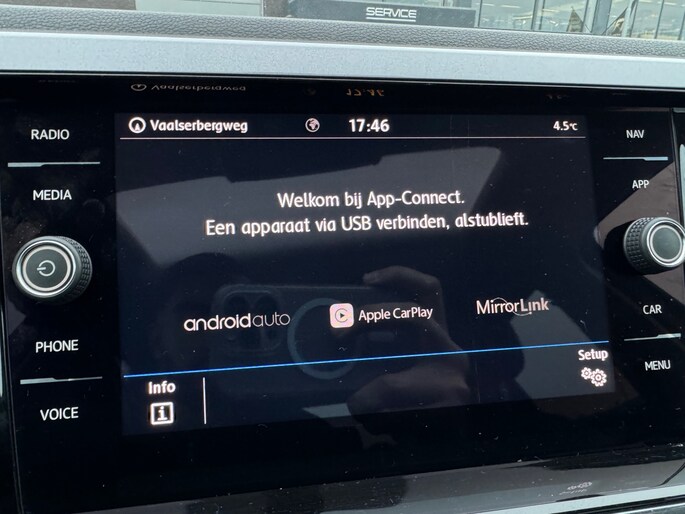 SERVICE
RADIO
MEDIA
PHONE
VOICE
Vaalserbergweg 17:46 4.5°C
Welkom bij App-Connect.
Een apparaat via USB verbinden, alstublieft.
androidauto Apple CarPlay MirrorLink
Setup
Info
i
NAV
APP
CAR
MENU